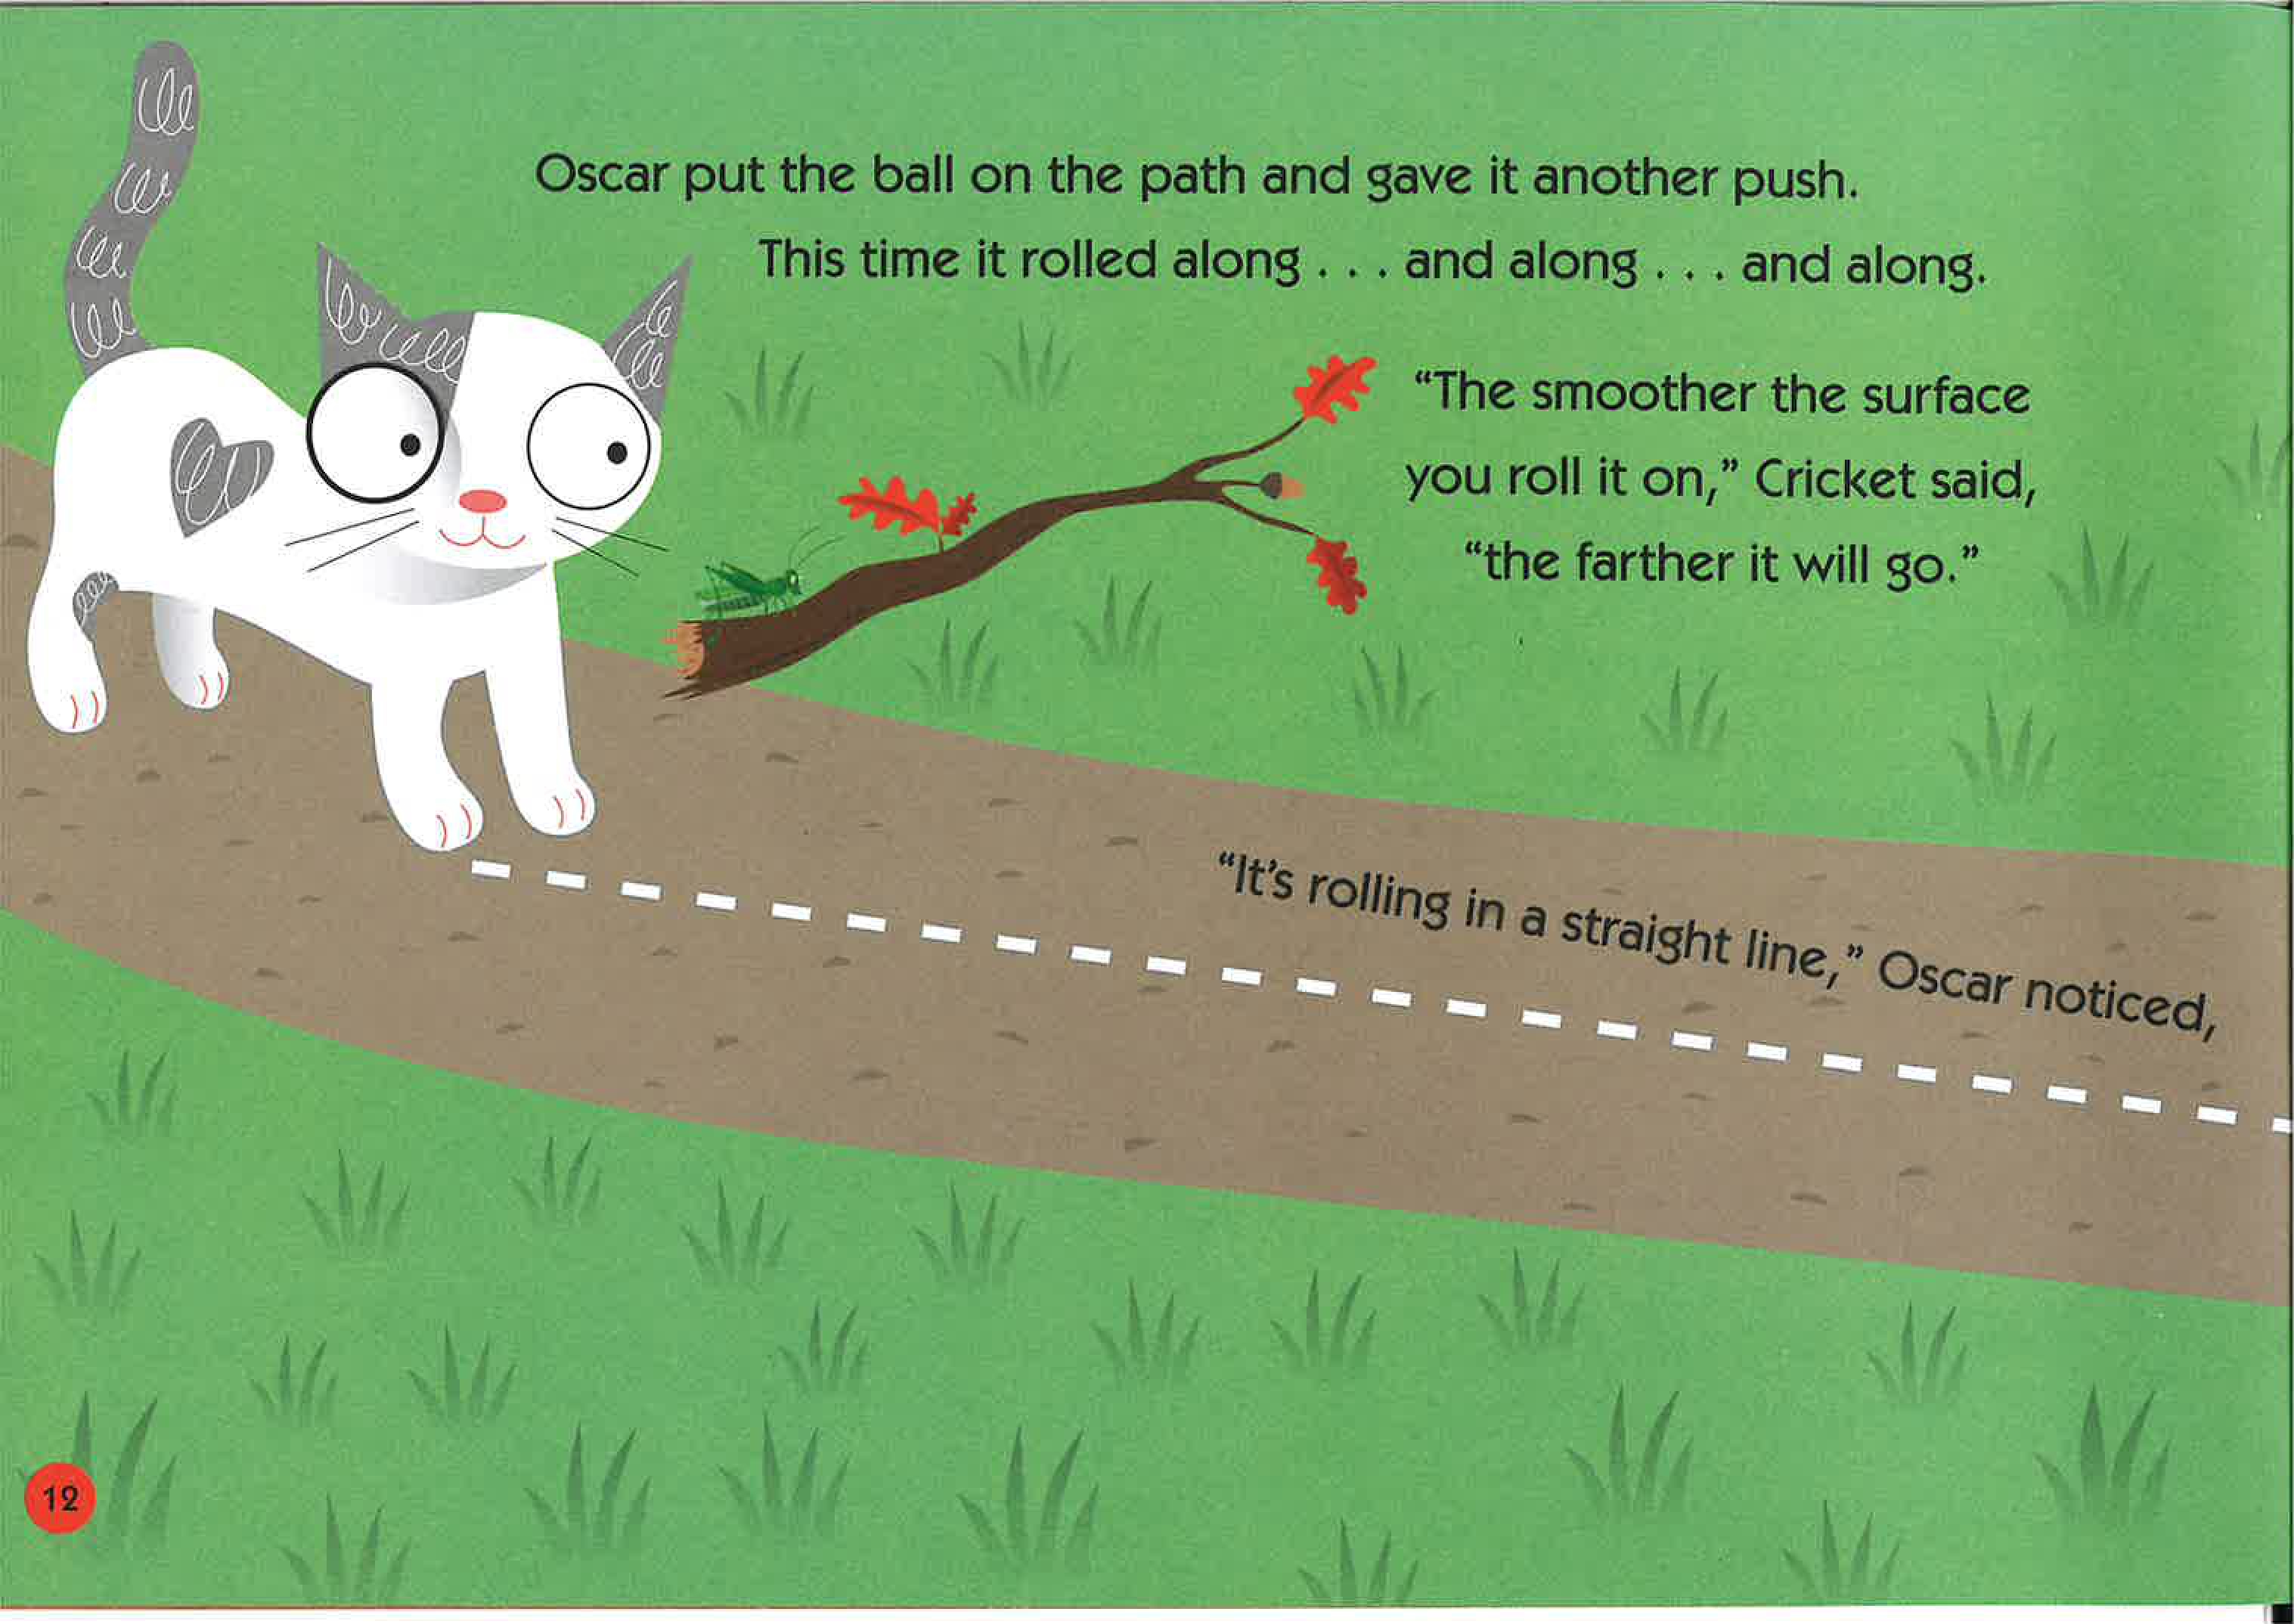 Oscar put the ball on the path and gave it another push.
This time it rolled along . . . and along . . . and along.
“The smoother the surface
you roll it on,” Cricket said,
“the farther it will go.”
“It’s rolling in a straight line,” Oscar noticed,
12